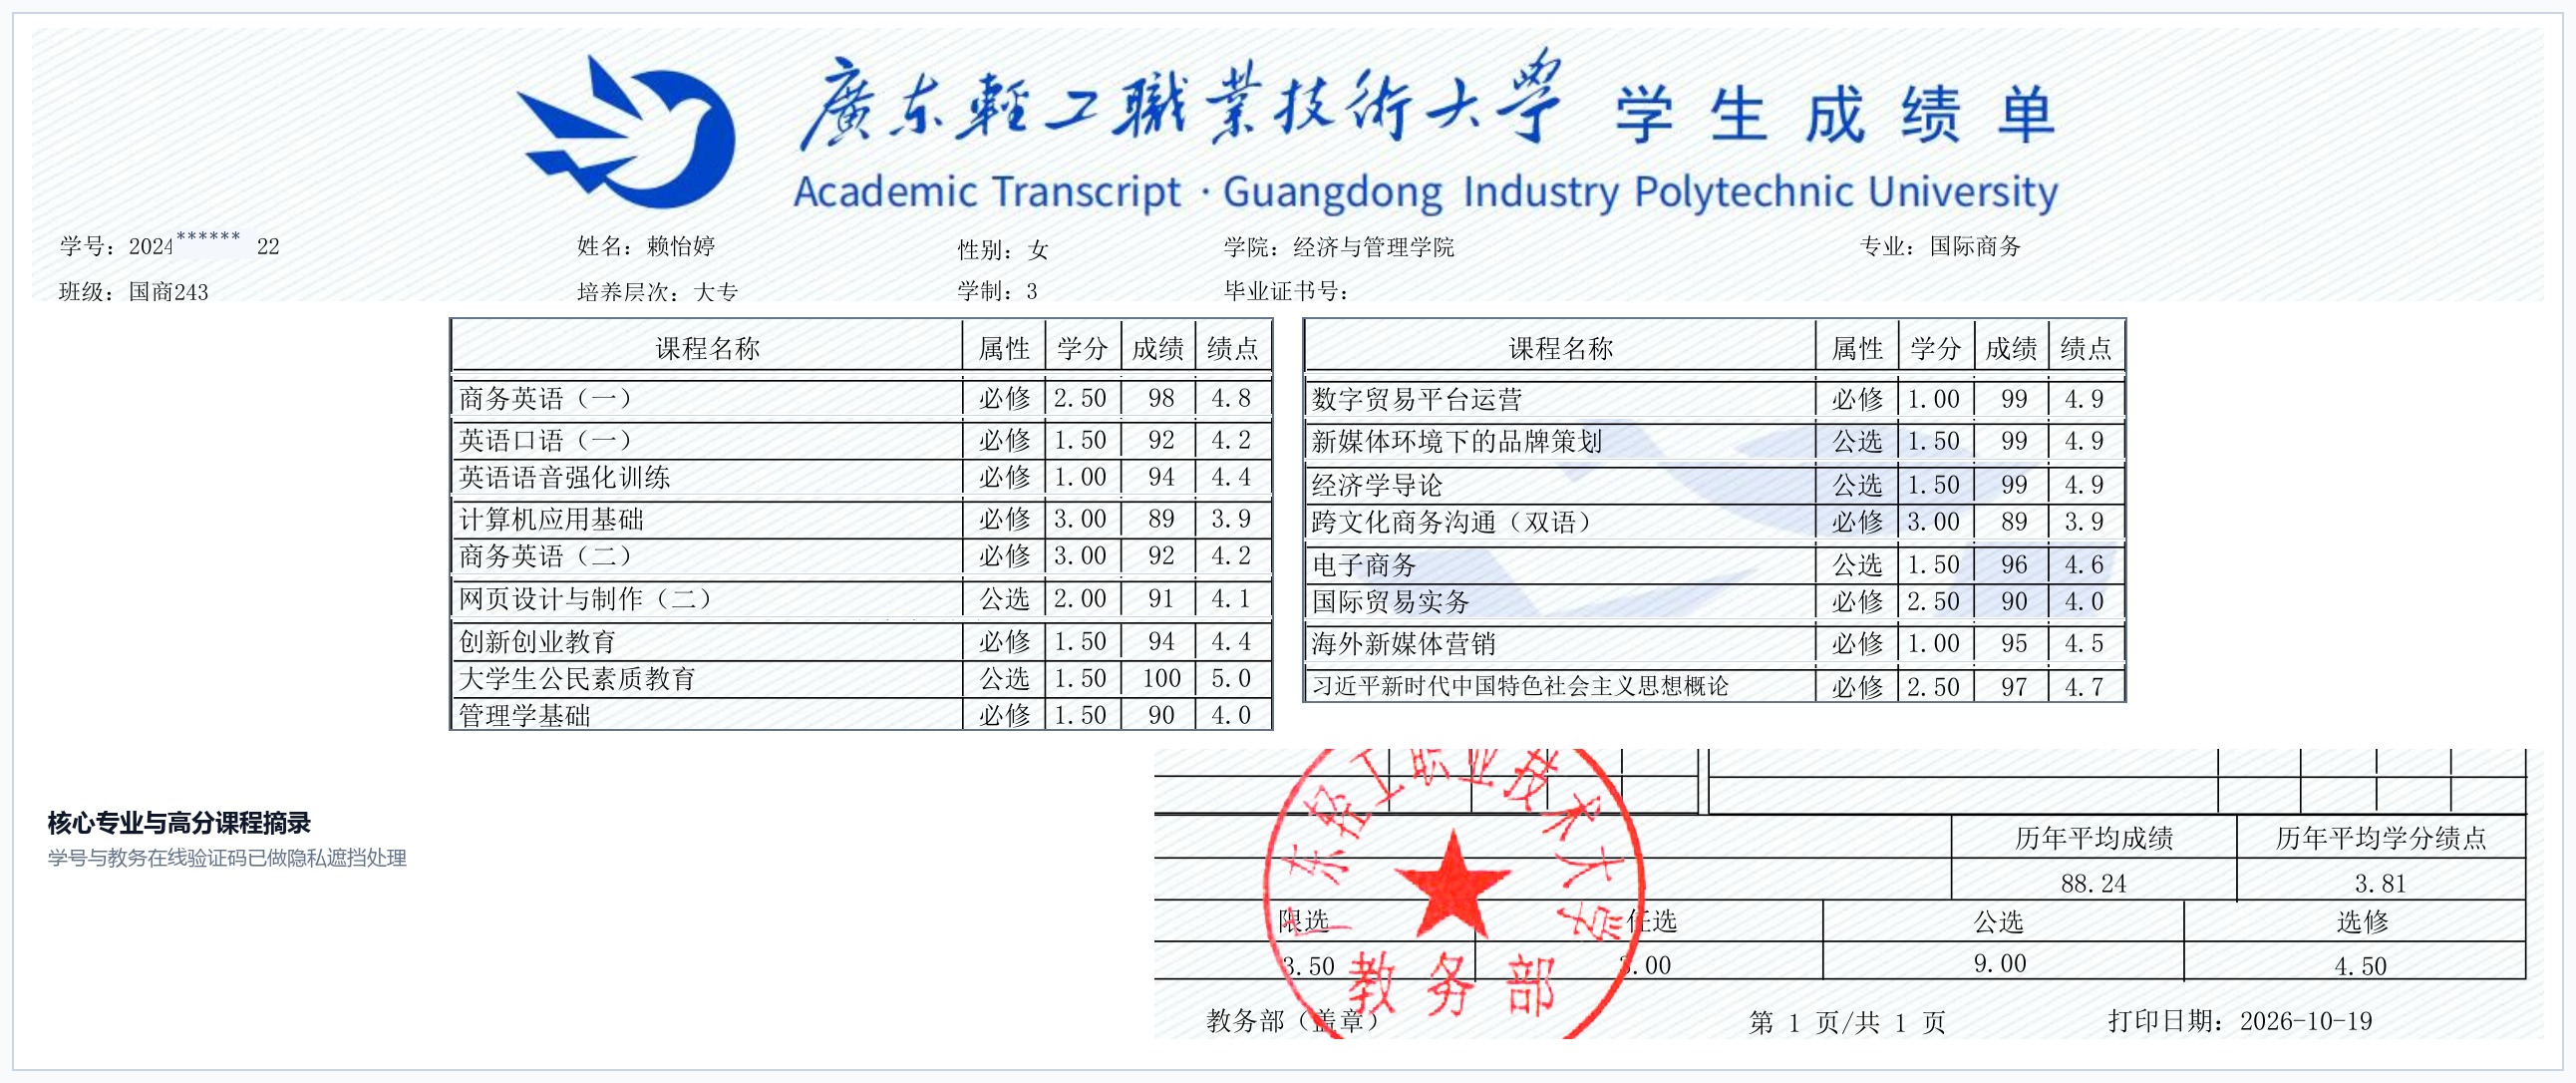 廣东輕工職業技術大學 学生成绩单
Academic Transcript · Guangdong Industry Polytechnic University
学号：2024****** 22 姓名：赖怡婷 性别：女 学院：经济与管理学院 专业：国际商务
班级：国商243 培养层次：大专 学制：3 毕业证书号：
课程名称 属性 学分 成绩 绩点
商务英语（一） 必修 2.50 98 4.8
英语口语（一） 必修 1.50 92 4.2
英语语音强化训练 必修 1.00 94 4.4
计算机应用基础 必修 3.00 89 3.9
商务英语（二） 必修 3.00 92 4.2
网页设计与制作（二） 公选 2.00 91 4.1
创新创业教育 必修 1.50 94 4.4
大学生公民素质教育 公选 1.50 100 5.0
管理学基础 必修 1.50 90 4.0
课程名称 属性 学分 成绩 绩点
数字贸易平台运营 必修 1.00 99 4.9
新媒体环境下的品牌策划 公选 1.50 99 4.9
经济学导论 公选 1.50 99 4.9
跨文化商务沟通（双语） 必修 3.00 89 3.9
电子商务 公选 1.50 96 4.6
国际贸易实务 必修 2.50 90 4.0
海外新媒体营销 必修 1.00 95 4.5
习近平新时代中国特色社会主义思想概论 必修 2.50 97 4.7
核心专业与高分课程摘录
学号与教务在线验证码已做隐私遮挡处理
广东轻工职业技术大学
教务部
历年平均成绩 历年平均学分绩点
88.24 3.81
限选 任选 公选 选修
3.50 3.00 9.00 4.50
教务部（盖章） 第 1 页/共 1 页 打印日期：2026-10-19